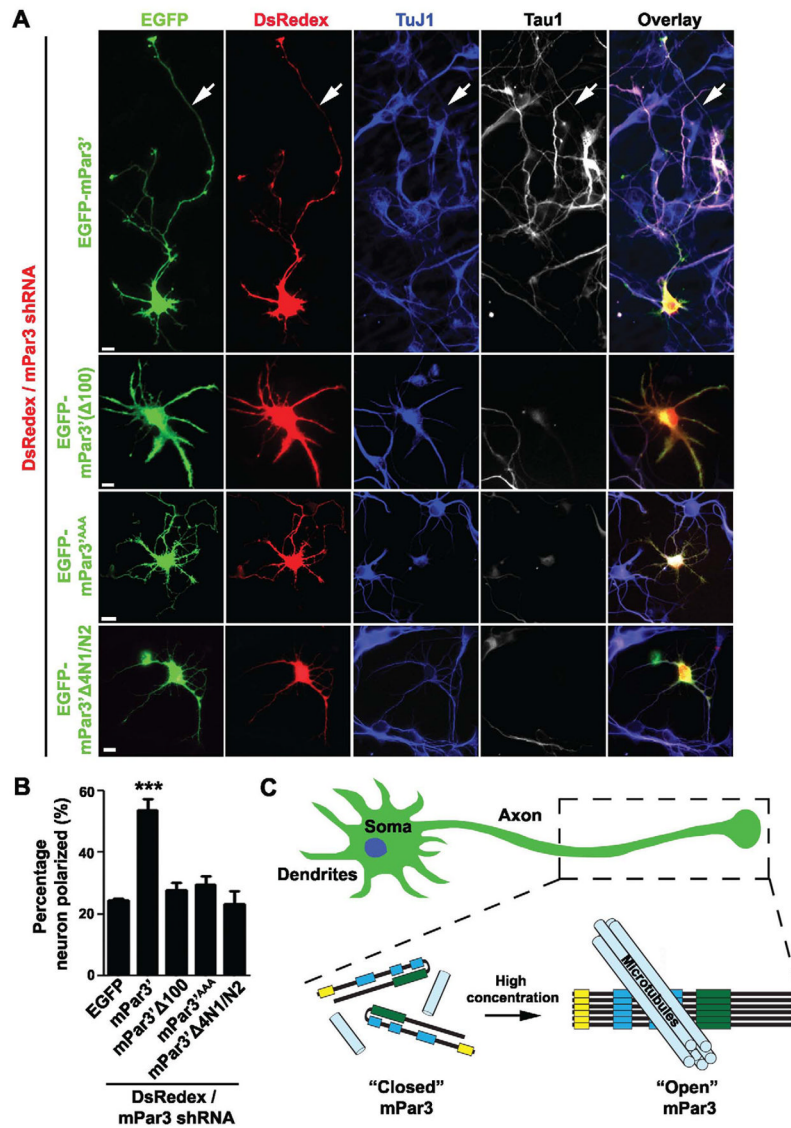 A
EGFP
DsRedex
TuJ1
Tau1
Overlay
DsRedex / mPar3 shRNA
EGFP-mPar3'
EGFP-
mPar3'(Δ100)
EGFP-
mPar3'AAA
EGFP-
mPar3'Δ4N1/N2
B
Percentage
neuron polarized (%)
60
40
20
0
***
EGFP
mPar3'
mPar3'Δ100
mPar3'AAA
mPar3'Δ4N1/N2
DsRedex /
mPar3 shRNA
C
Soma
Axon
Dendrites
High
concentration
Microtubules
"Closed"
mPar3
"Open"
mPar3